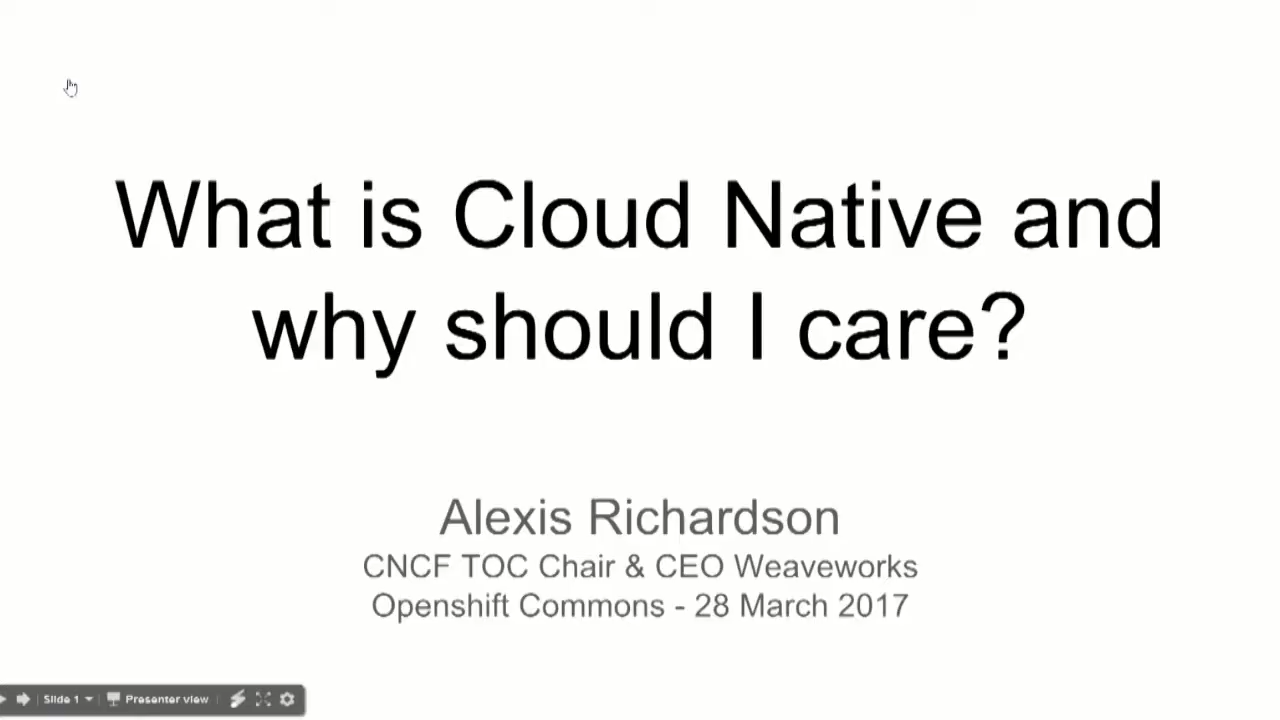 What is Cloud Native and
why should I care?
Alexis Richardson
CNCF TOC Chair & CEO Weaveworks
Openshift Commons - 28 March 2017
Slide 1
Presenter view